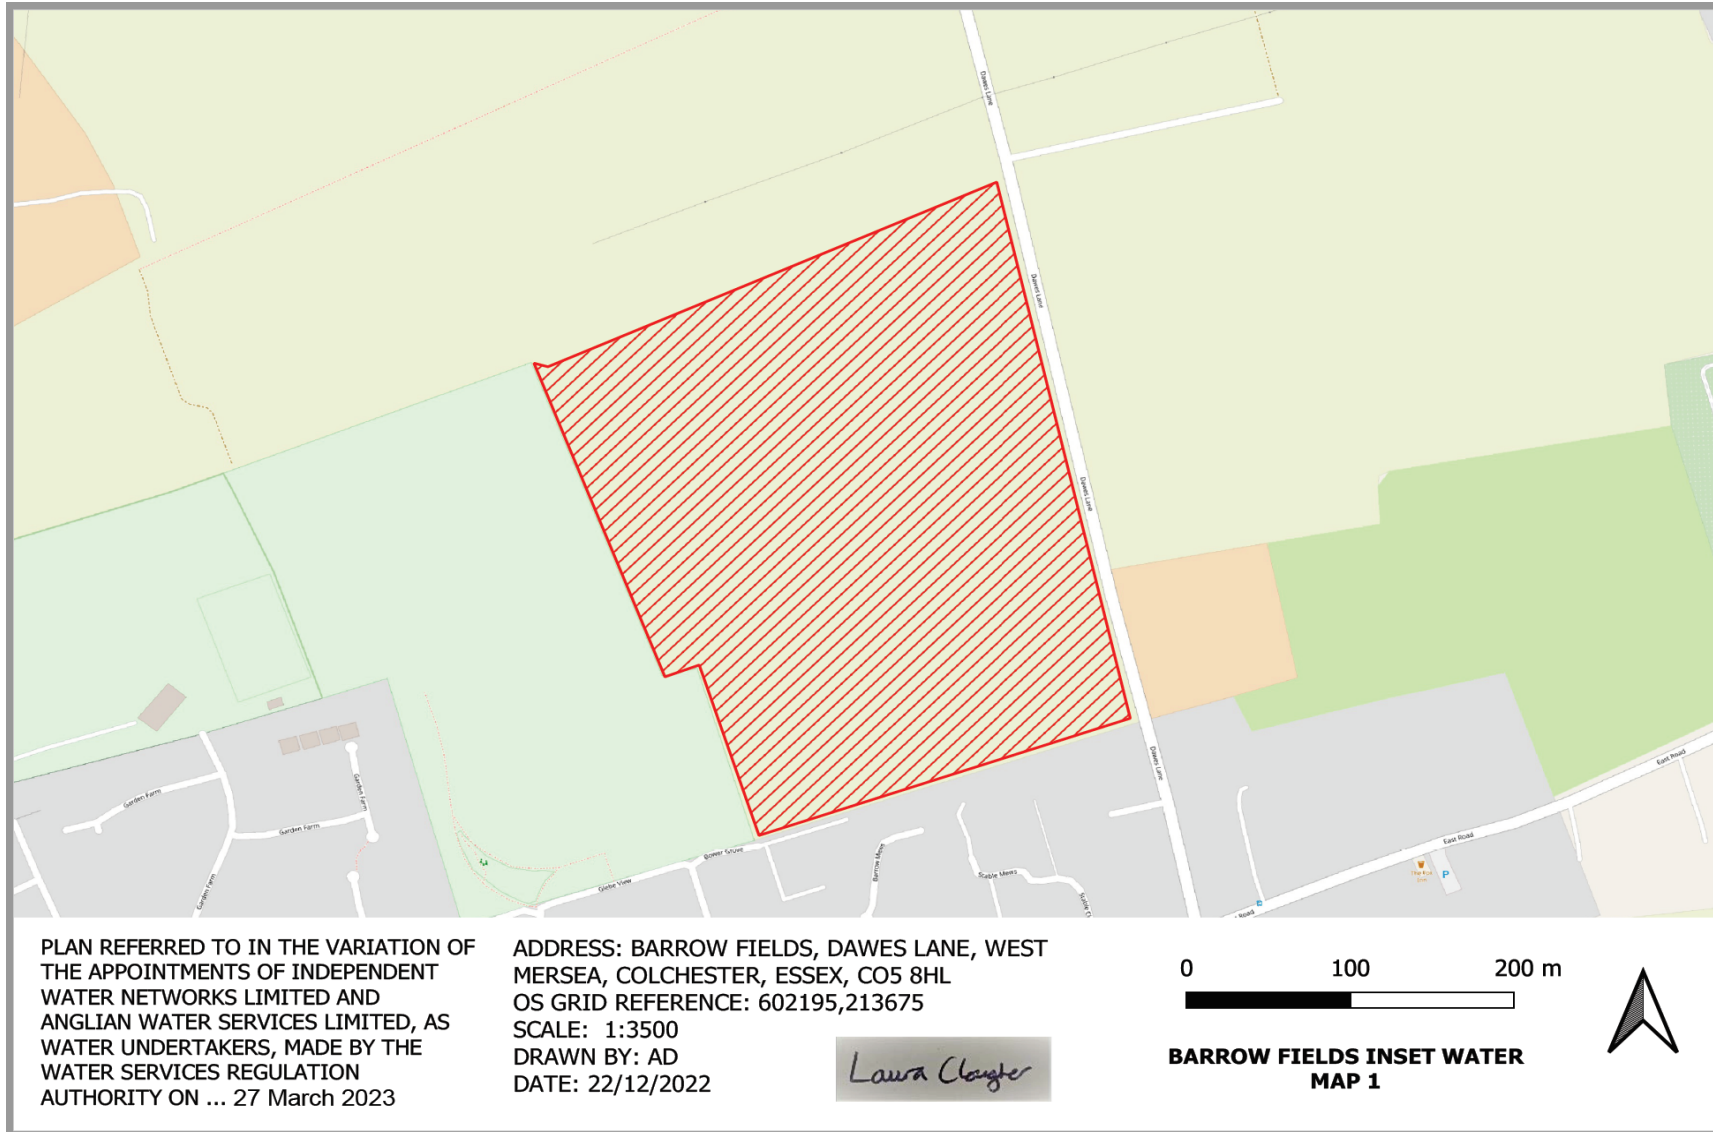 Dawes Lane
Dawes Lane
Dawes Lane
Dawes Lane
Garden Farm
Garden Farm
Garden Farm
Garden Farm
Glebe View
Bower Grove
Barrow Mews
Stable Mews
Stable Cl
East Road
East Road
Road
P
PLAN REFERRED TO IN THE VARIATION OF
THE APPOINTMENTS OF INDEPENDENT
WATER NETWORKS LIMITED AND
ANGLIAN WATER SERVICES LIMITED, AS
WATER UNDERTAKERS, MADE BY THE
WATER SERVICES REGULATION
AUTHORITY ON ... 27 March 2023
ADDRESS: BARROW FIELDS, DAWES LANE, WEST
MERSEA, COLCHESTER, ESSEX, CO5 8HL
OS GRID REFERENCE: 602195,213675
SCALE: 1:3500
DRAWN BY: AD
DATE: 22/12/2022
Laura Clougher
0 100 200 m
BARROW FIELDS INSET WATER
MAP 1